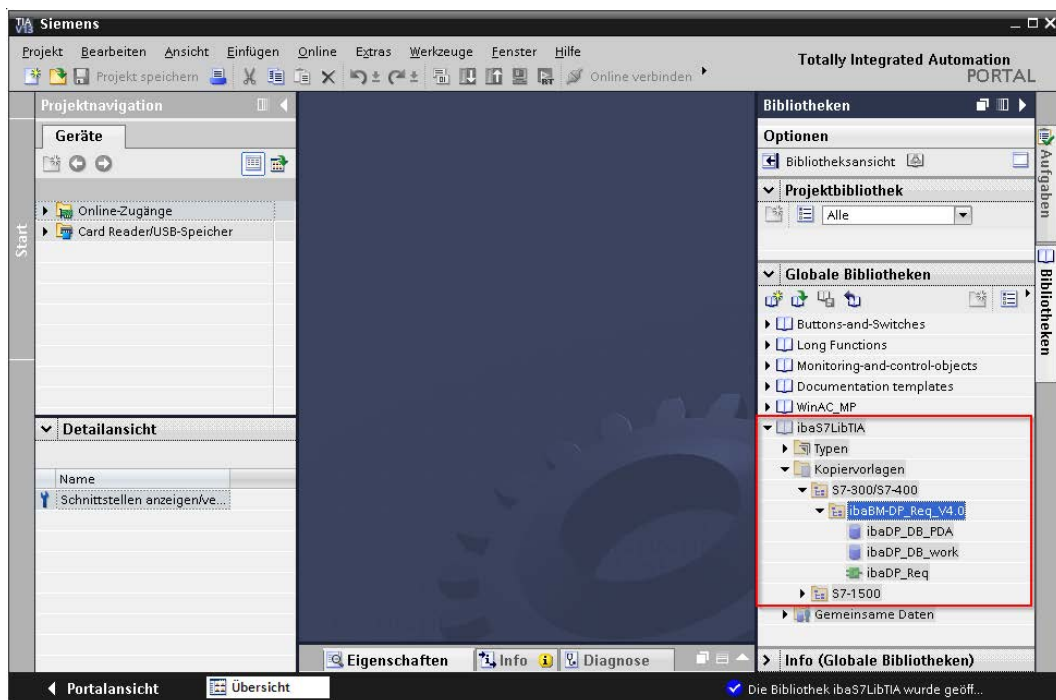 TIA V13 Siemens
Projekt Bearbeiten Ansicht Einfügen Online Extras Werkzeuge Fenster Hilfe
Totally Integrated Automation
PORTAL
Projekt speichern
Online verbinden
Projektnavigation
Geräte
Online-Zugänge
Card Reader/USB-Speicher
Start
Detailansicht
Name
Schnittstellen anzeigen/ve...
Bibliotheken
Optionen
Bibliotheksansicht
Projektbibliothek
Alle
Globale Bibliotheken
Buttons-and-Switches
Long Functions
Monitoring-and-control-objects
Documentation templates
WinAC_MP
ibaS7LibTIA
Typen
Kopiervorlagen
S7-300/S7-400
ibaBM-DP_Req_V4.0
ibaDP_DB_PDA
ibaDP_DB_work
ibaDP_Req
S7-1500
Gemeinsame Daten
Info (Globale Bibliotheken)
Aufgaben
Bibliotheken
Eigenschaften Info Diagnose
Portalansicht Übersicht
Die Bibliothek ibaS7LibTIA wurde geöff...